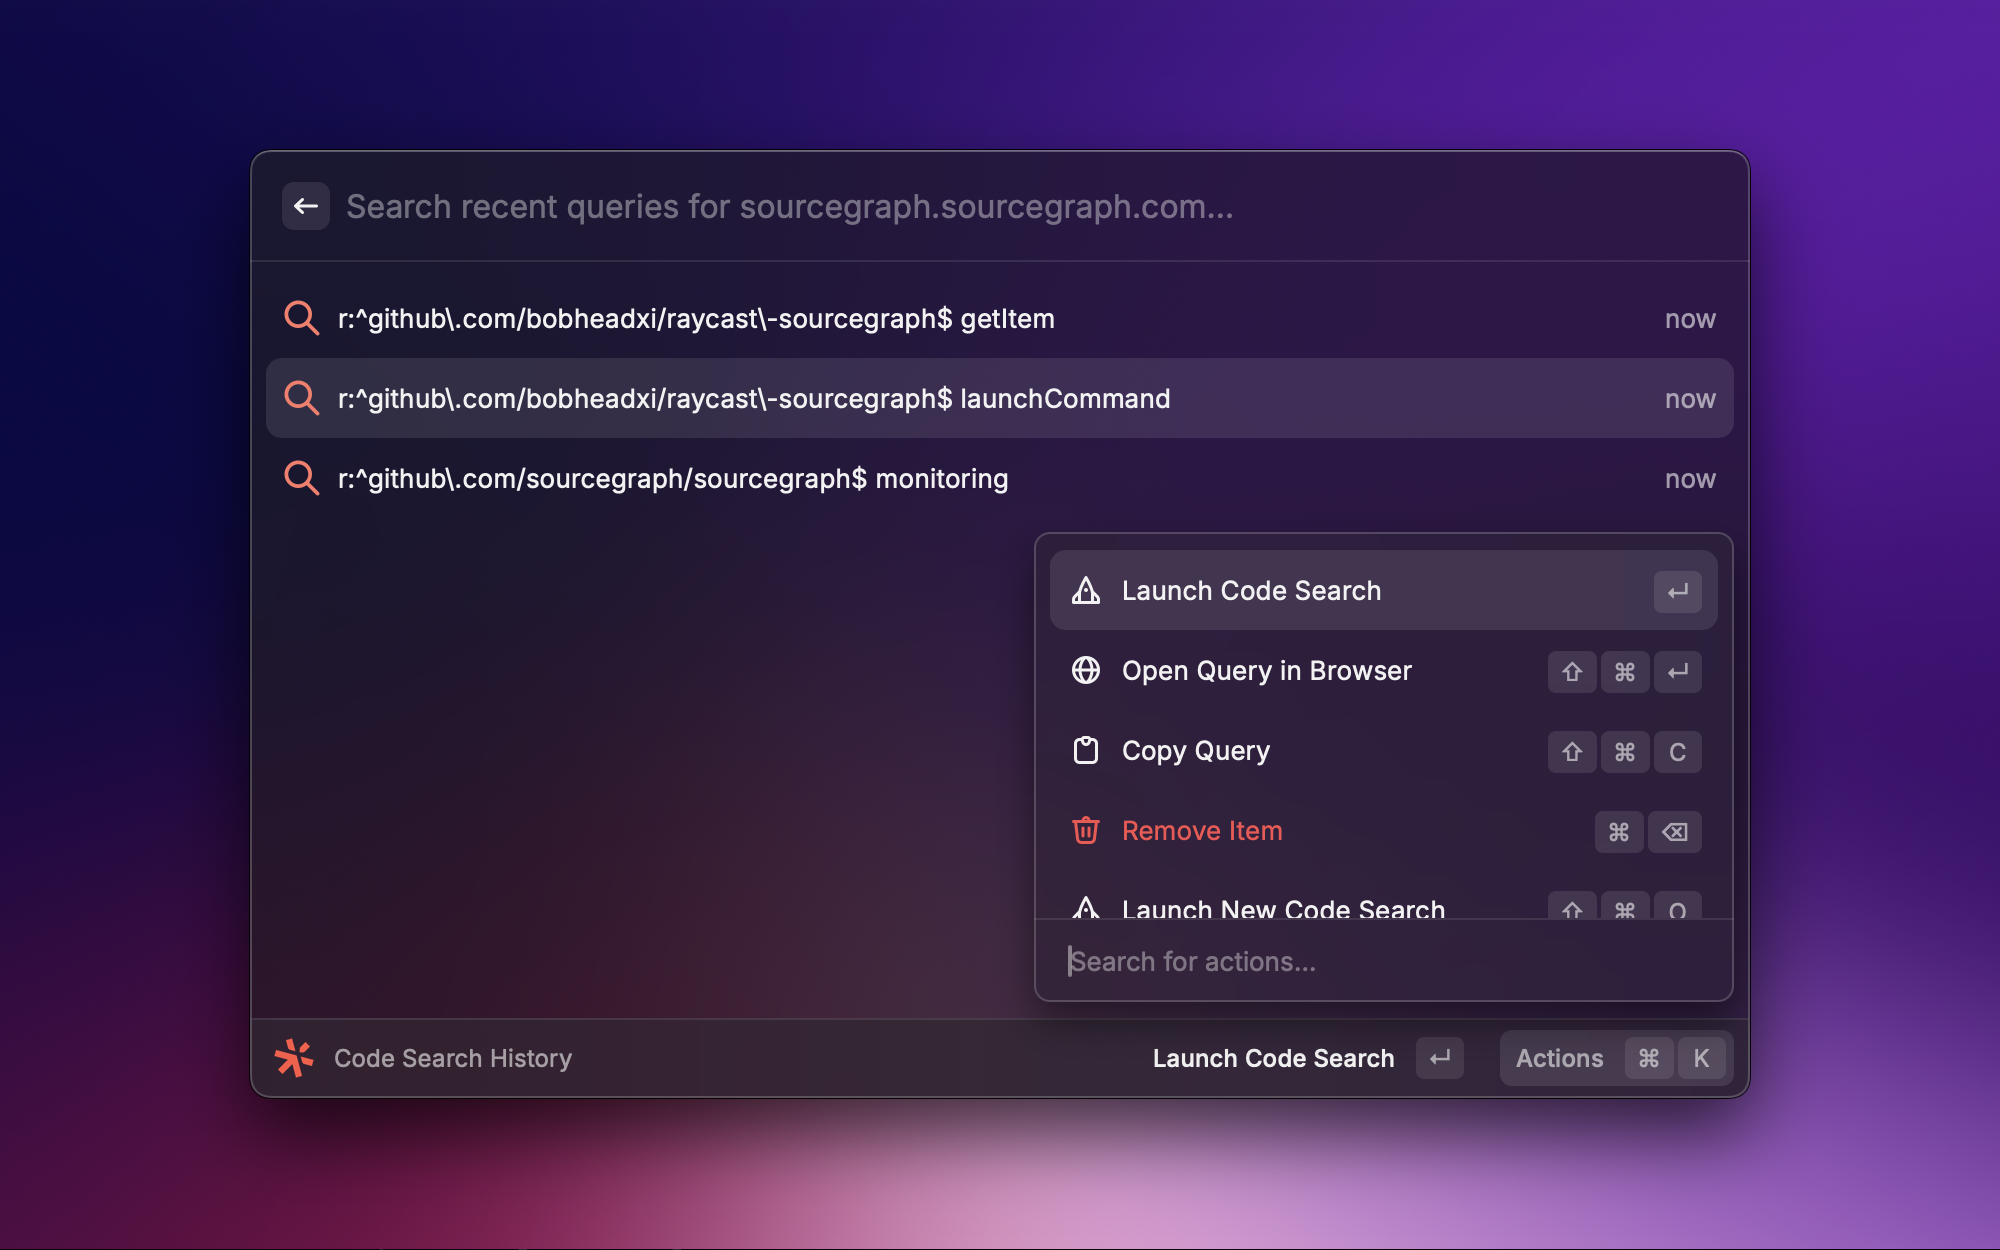 Search recent queries for sourcegraph.sourcegraph.com...
r:^github\.com/bobheadxi/raycast\-sourcegraph$ getItem now
r:^github\.com/bobheadxi/raycast\-sourcegraph$ launchCommand now
r:^github\.com/sourcegraph/sourcegraph$ monitoring now
Launch Code Search ↵
Open Query in Browser ⇧ ⌘ ↵
Copy Query ⇧ ⌘ C
Remove Item ⌘ ⌫
Launch New Code Search ⇧ ⌘ O
Search for actions...
Code Search History Launch Code Search ↵ Actions ⌘ K